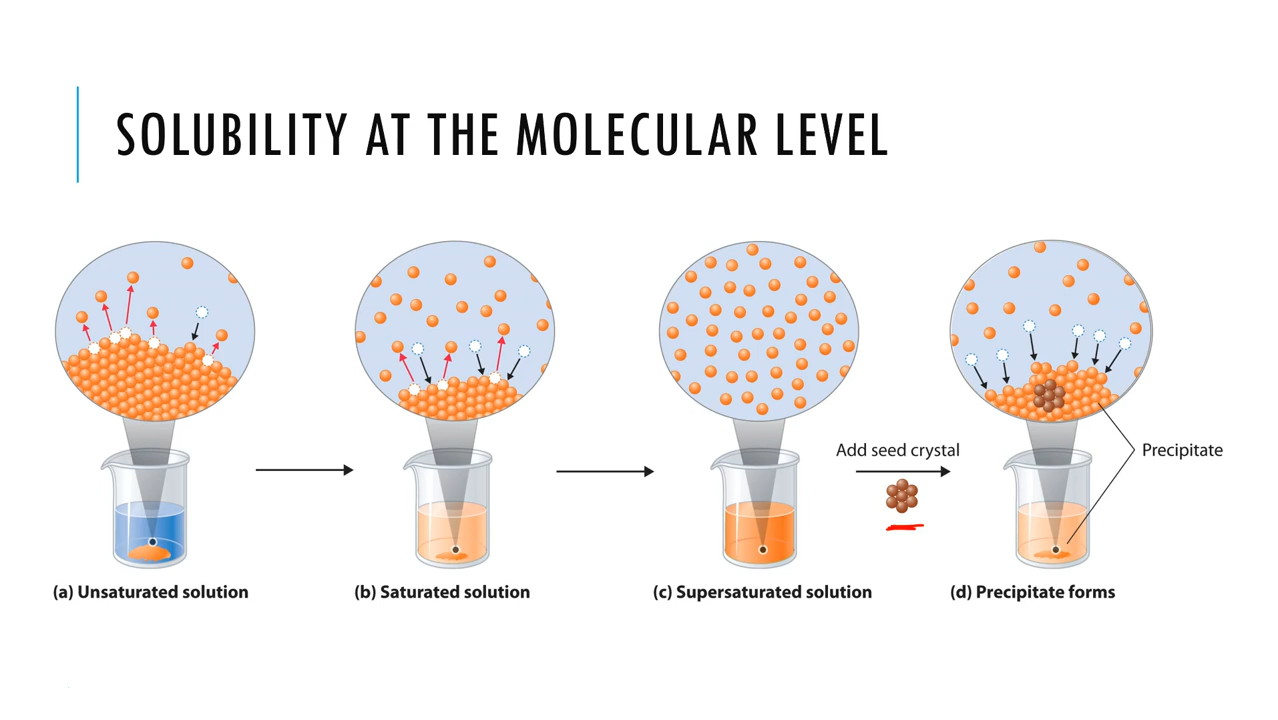 SOLUBILITY AT THE MOLECULAR LEVEL
Add seed crystal
Precipitate
(a) Unsaturated solution
(b) Saturated solution
(c) Supersaturated solution
(d) Precipitate forms